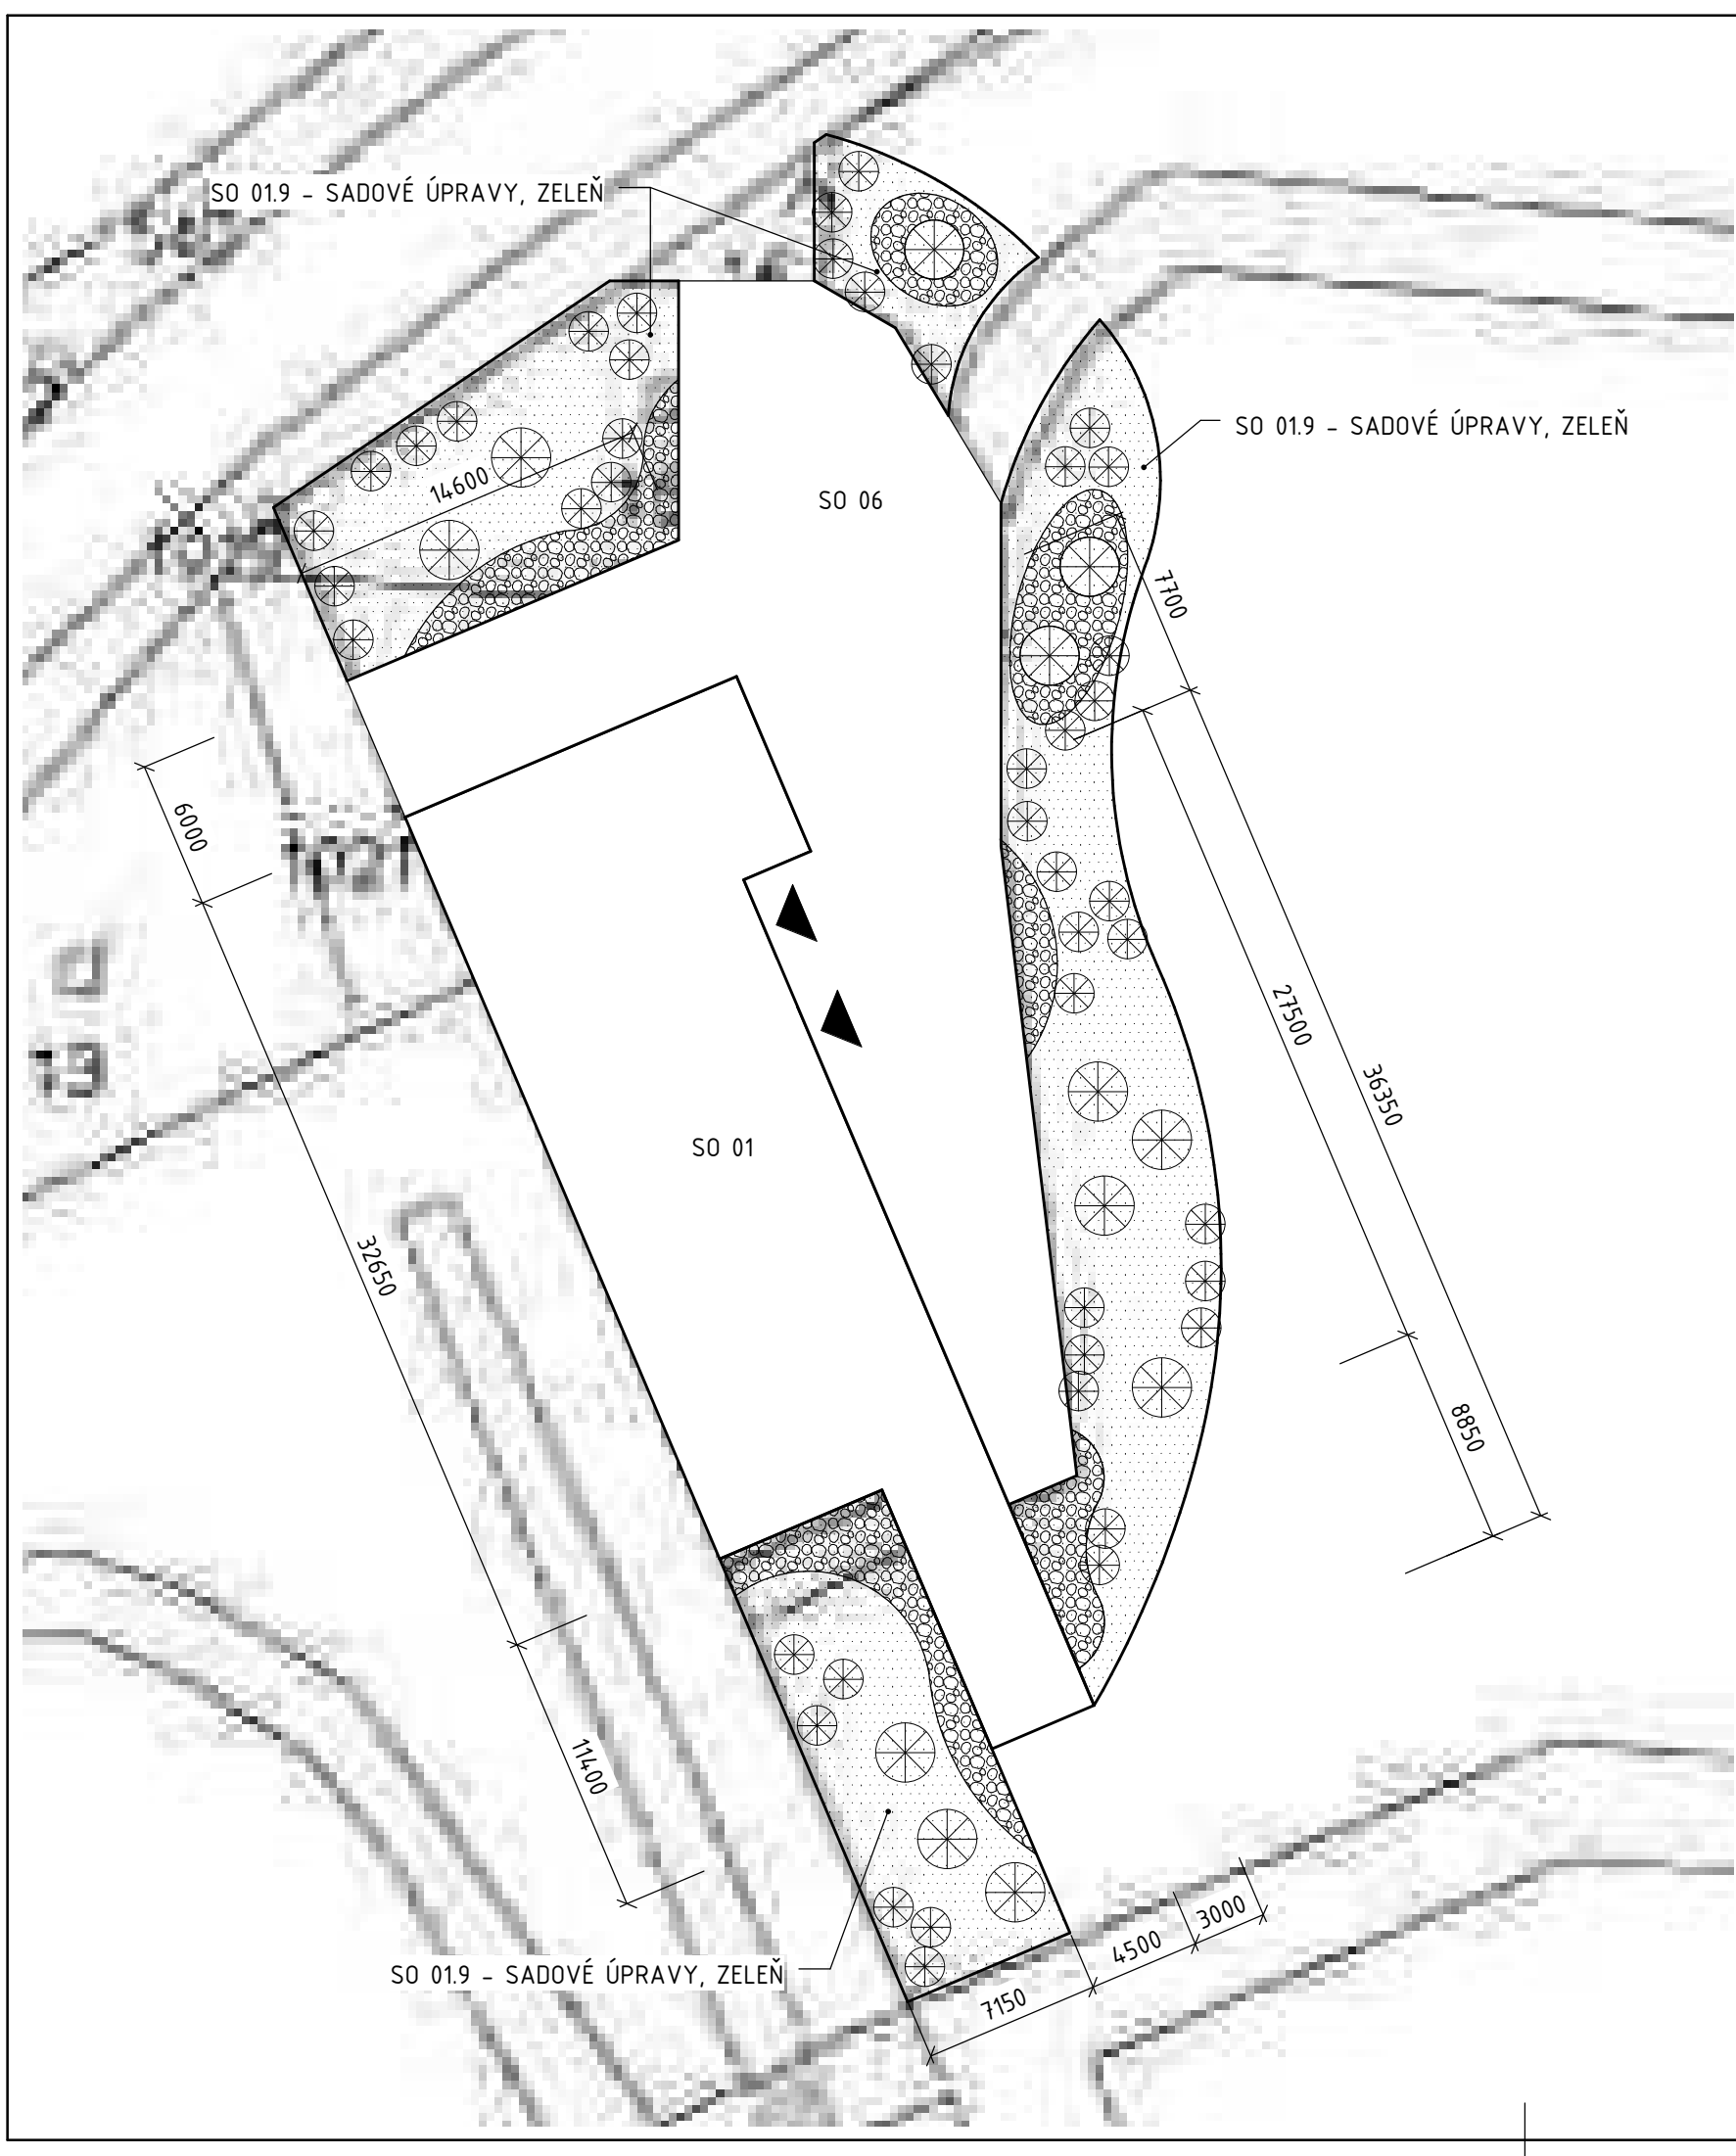 SO 01.9 - SADOVÉ ÚPRAVY, ZELEŇ
SO 01.9 - SADOVÉ ÚPRAVY, ZELEŇ
14600
SO 06
7700
6000
27500
36350
SO 01
32650
8850
11400
3000
4500
SO 01.9 - SADOVÉ ÚPRAVY, ZELEŇ
7150